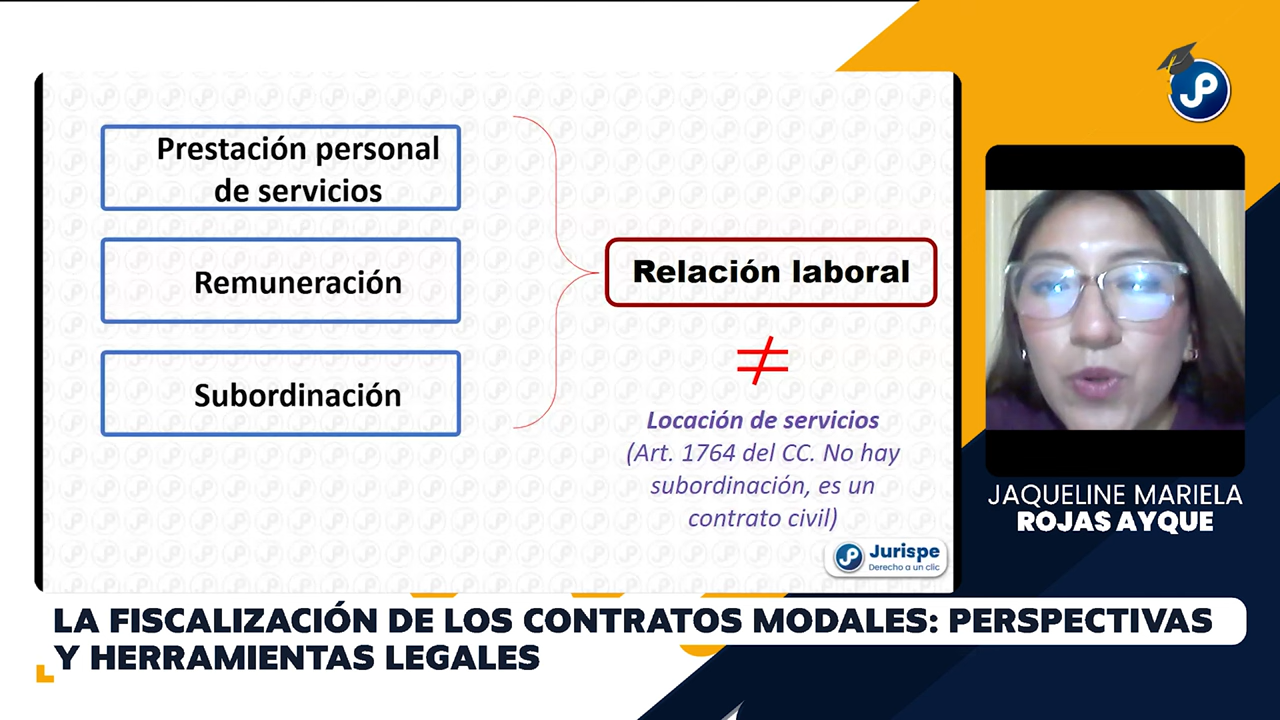 Prestación personal
de servicios
Remuneración
Subordinación
Relación laboral
≠
Locación de servicios
(Art. 1764 del CC. No hay
subordinación, es un
contrato civil)
JP Jurispe
Derecho a un clic
JP
JAQUELINE MARIELA
ROJAS AYQUE
LA FISCALIZACIÓN DE LOS CONTRATOS MODALES: PERSPECTIVAS
Y HERRAMIENTAS LEGALES